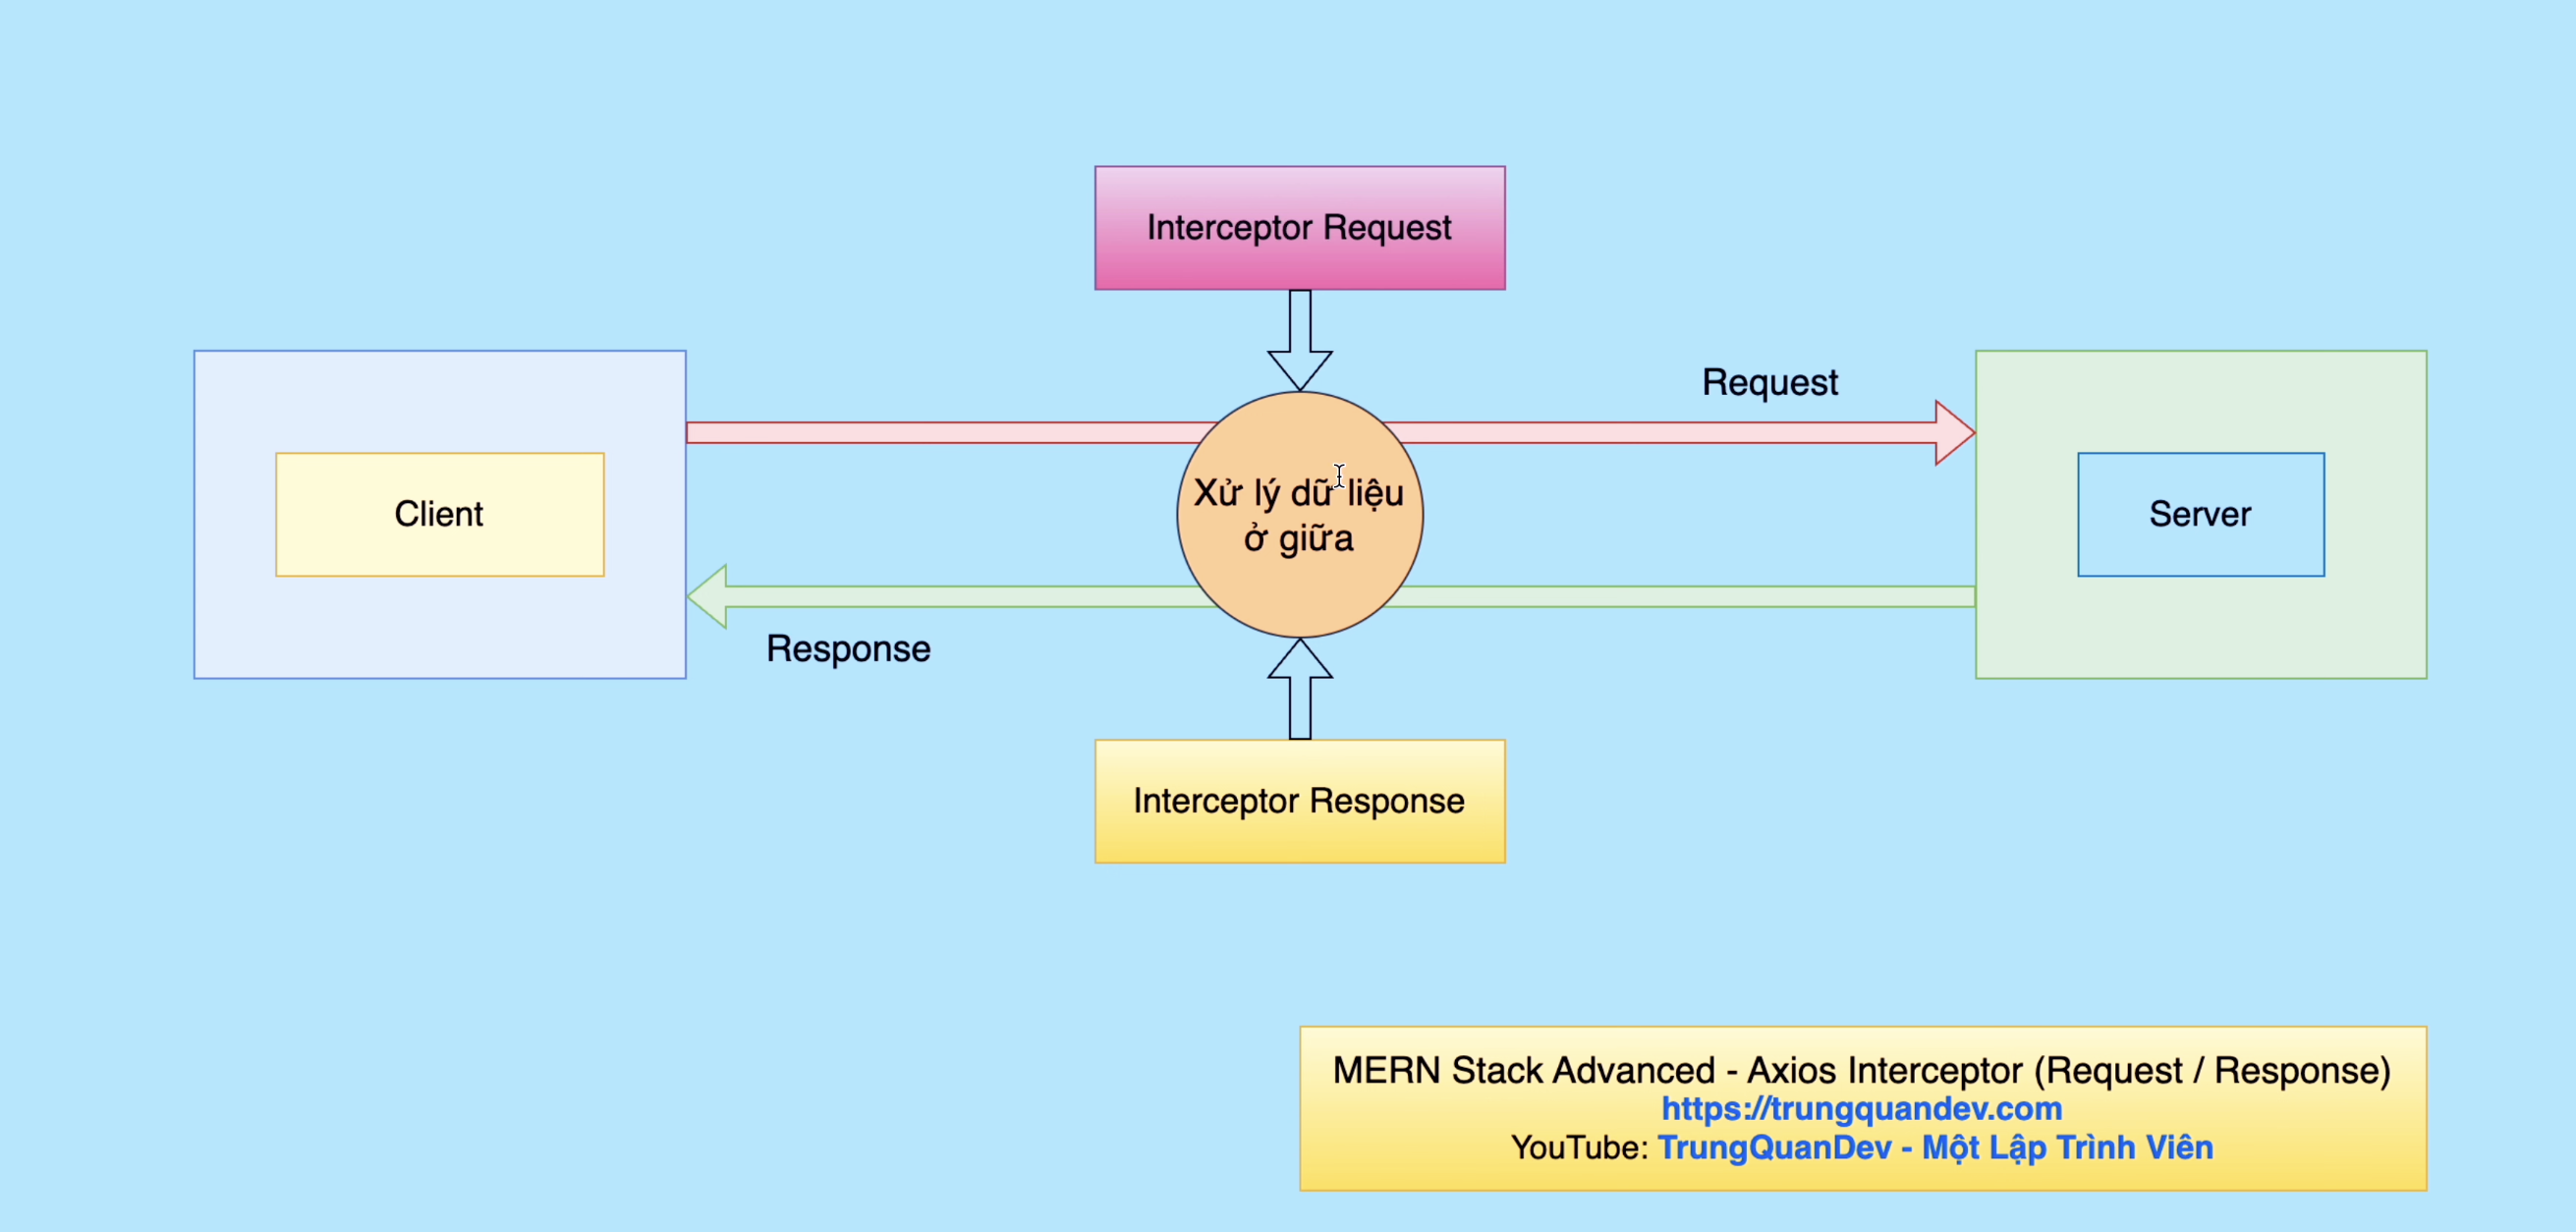 Interceptor Request
Request
Client
Xử lý dữ liệu
ở giữa
Server
Response
Interceptor Response
MERN Stack Advanced - Axios Interceptor (Request / Response)
https://trungquandev.com
YouTube: TrungQuanDev - Một Lập Trình Viên